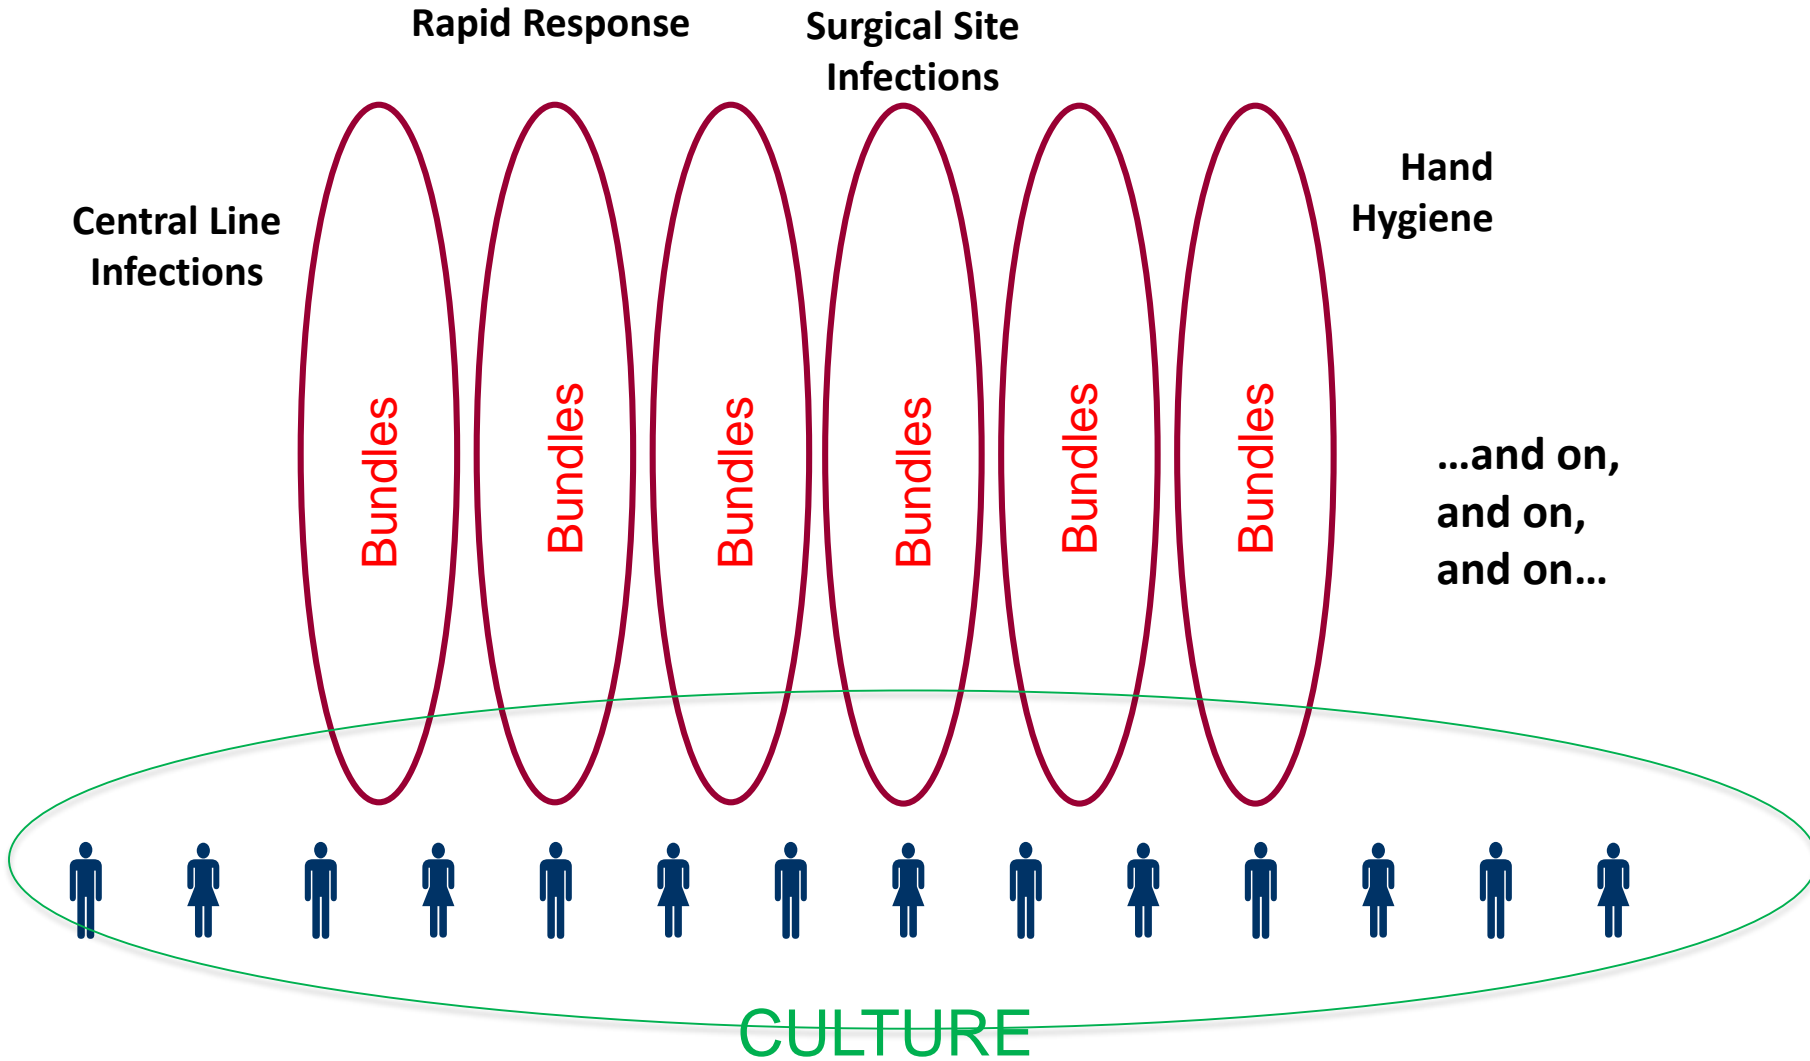 Rapid Response
Surgical Site
Infections
Central Line
Infections
Hand
Hygiene
Bundles
Bundles
Bundles
Bundles
Bundles
Bundles
...and on,
and on,
and on...
CULTURE